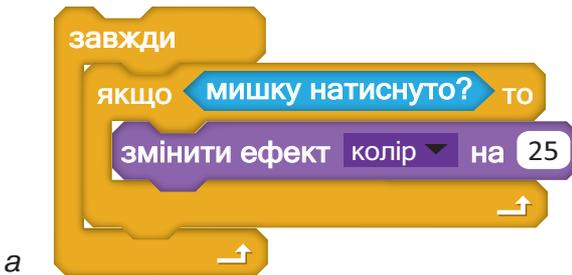 завжди
якщо мишку натиснуто? то
змінити ефект колір на 25
а